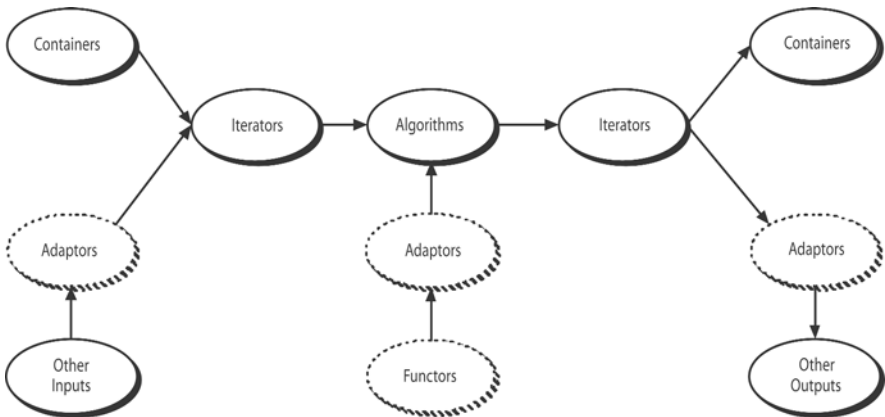 Containers
Containers
Iterators
Algorithms
Iterators
Adaptors
Adaptors
Adaptors
Other
Inputs
Functors
Other
Outputs